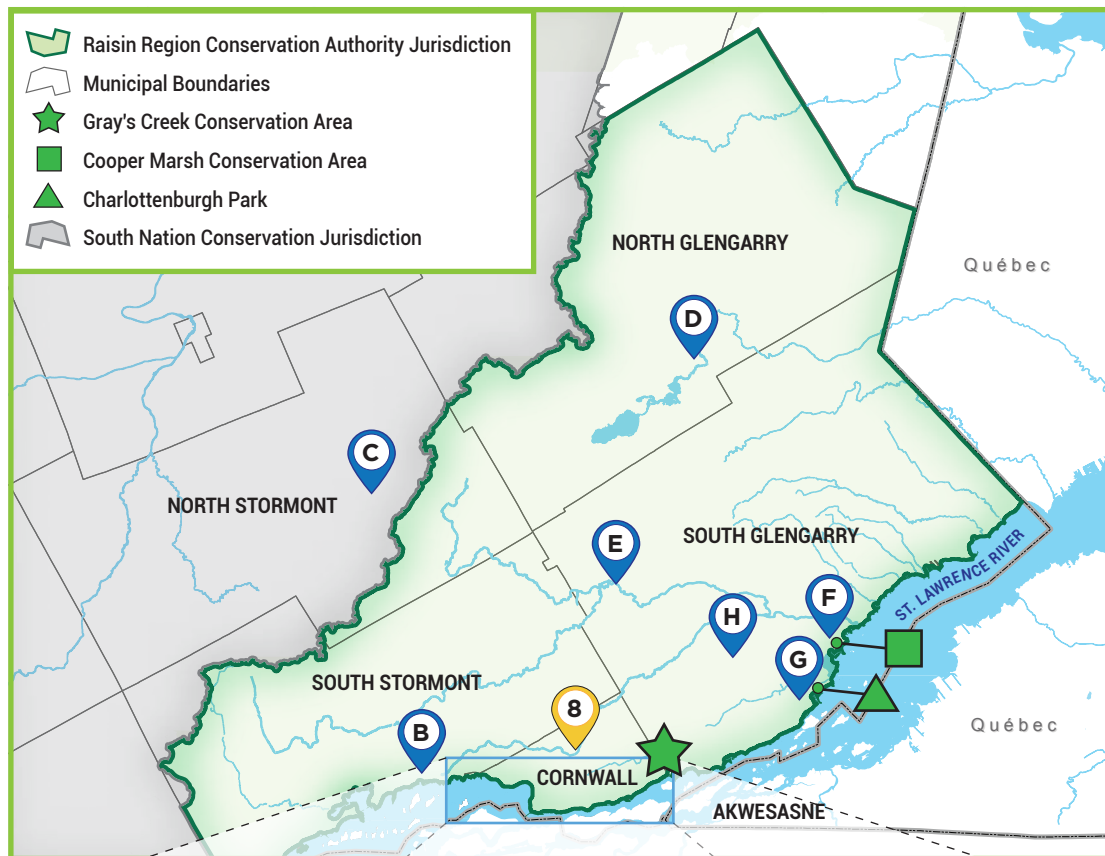 Raisin Region Conservation Authority Jurisdiction
Municipal Boundaries
Gray's Creek Conservation Area
Cooper Marsh Conservation Area
Charlottenburgh Park
South Nation Conservation Jurisdiction
NORTH GLENGARRY
Québec
D
C
NORTH STORMONT
SOUTH GLENGARRY
E
ST. LAWRENCE RIVER
F
H
G
SOUTH STORMONT
8
B
Québec
CORNWALL
AKWESASNE